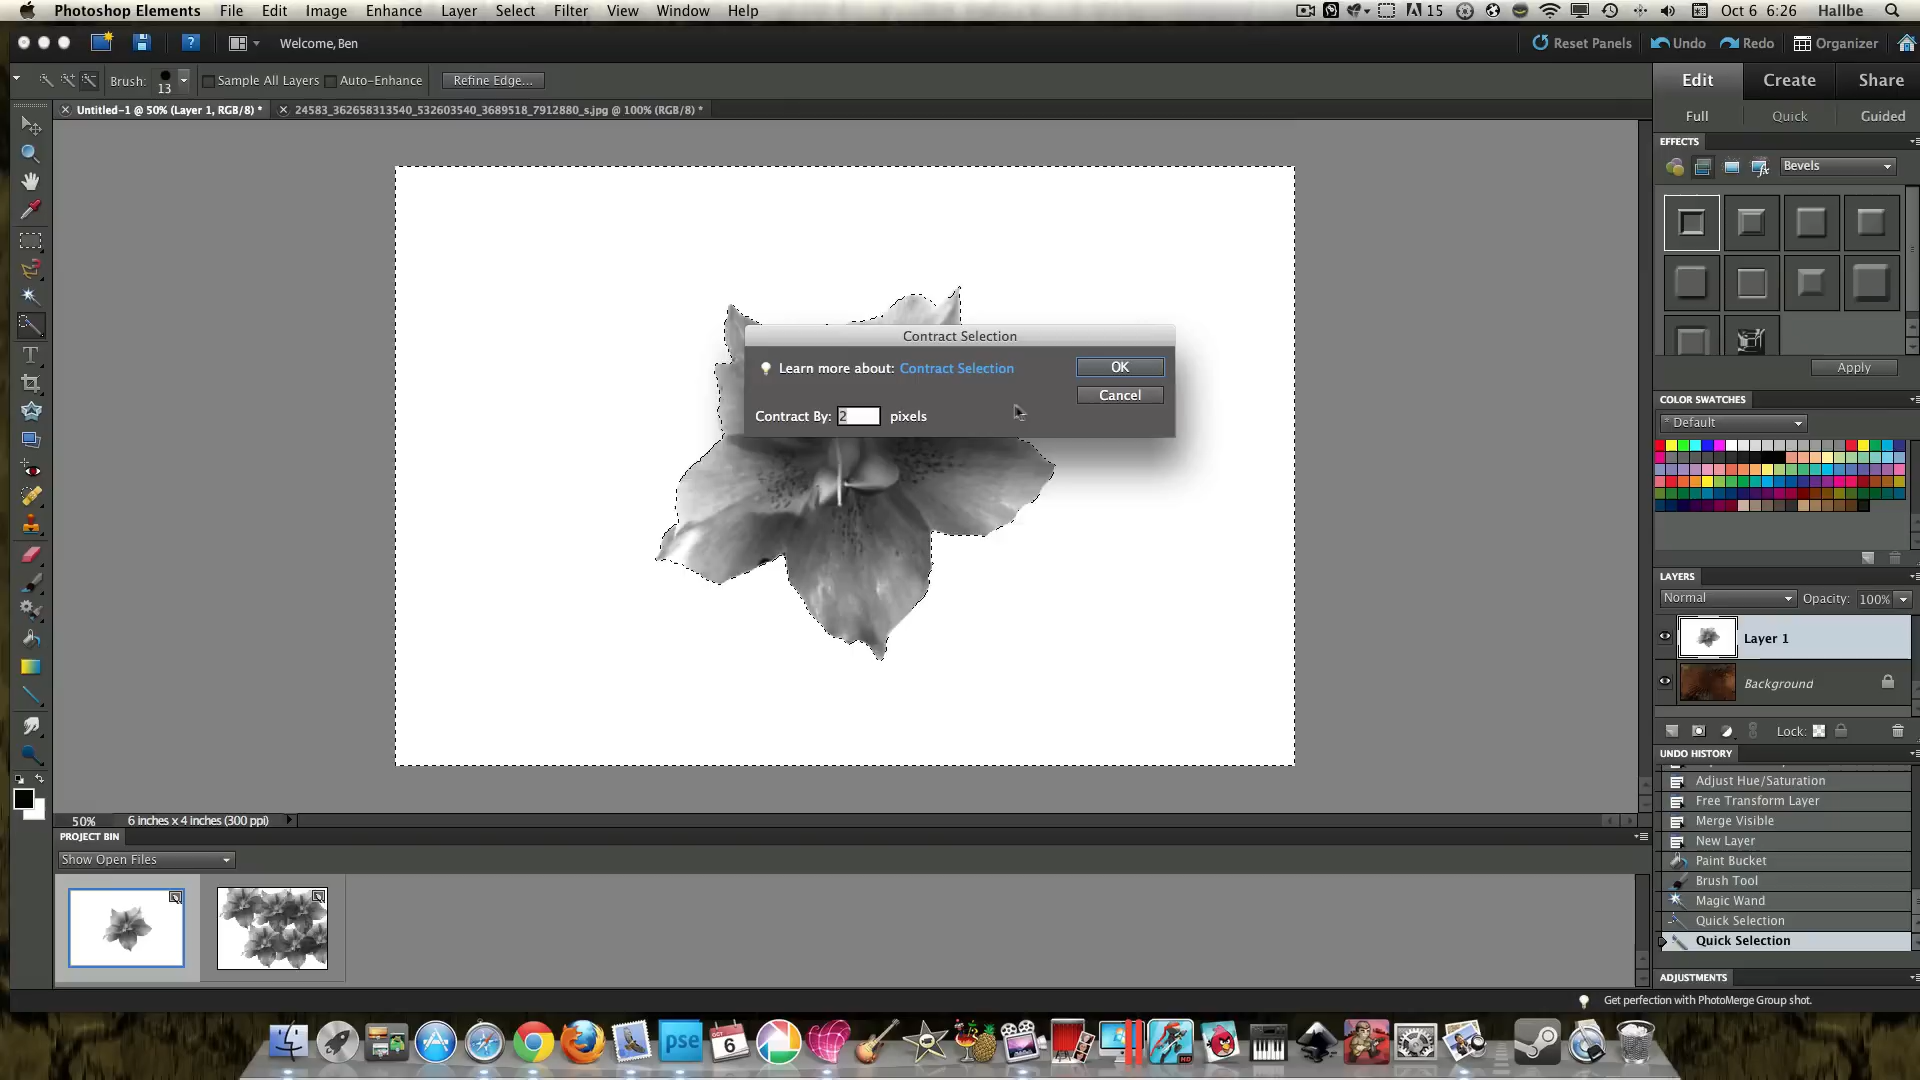 Photoshop Elements File Edit Image Enhance Layer Select Filter View Window Help 15 Oct 6 6:26 Hallbe
? Welcome, Ben Reset Panels Undo Redo Organizer
Brush: 13 Sample All Layers Auto-Enhance Refine Edge...
Edit Create Share
Untitled-1 @ 50% (Layer 1, RGB/8) * 24583_362658313540_532603540_3689518_7912880_s.jpg @ 100% (RGB/8) *
Full Quick Guided
EFFECTS
Bevels
Contract Selection
Learn more about: Contract Selection OK
Cancel
Contract By: 2 pixels
Apply
COLOR SWATCHES
* Default
LAYERS
Normal Opacity: 100%
Layer 1
Background
Lock:
UNDO HISTORY
Adjust Hue/Saturation
Free Transform Layer
Merge Visible
New Layer
Paint Bucket
Brush Tool
Magic Wand
Quick Selection
Quick Selection
ADJUSTMENTS
50% 6 inches x 4 inches (300 ppi)
PROJECT BIN
Show Open Files
Get perfection with PhotoMerge Group shot.
pse
OCT
6
HD